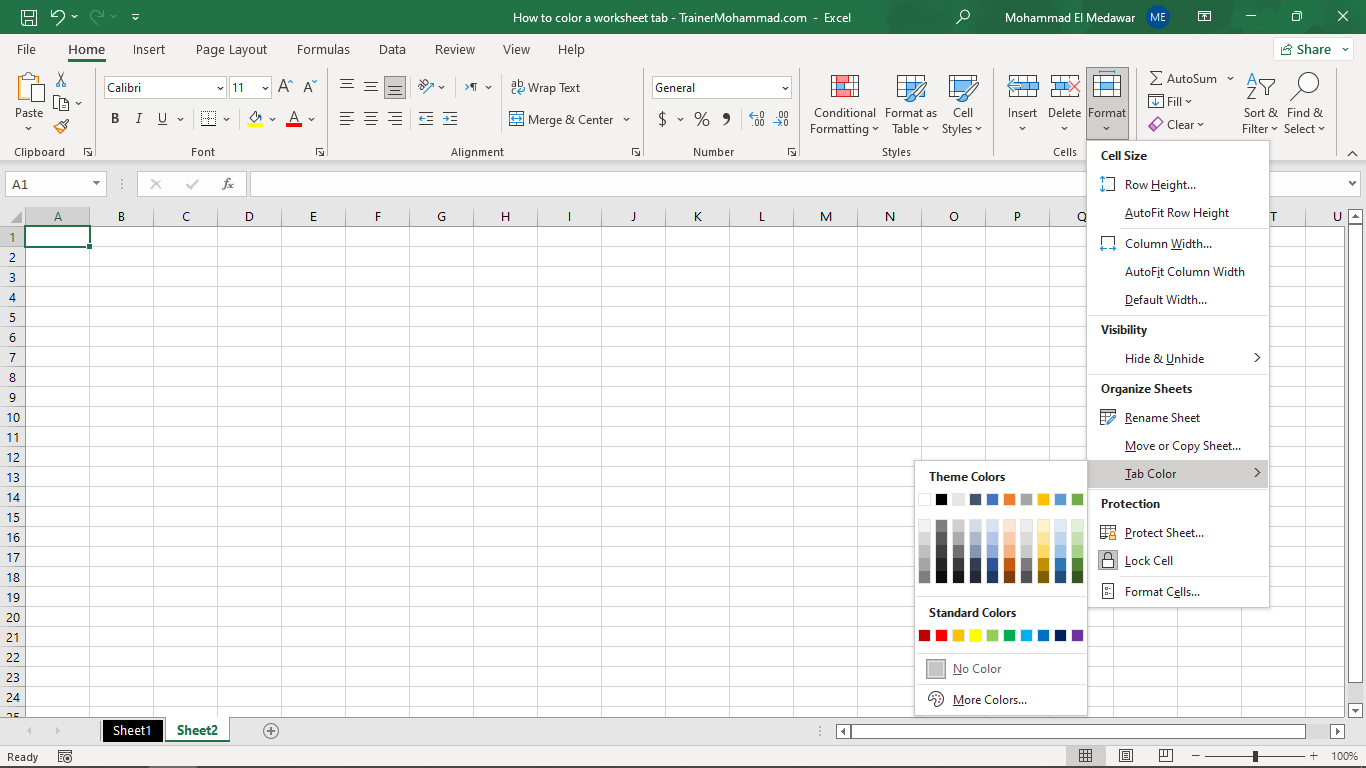 How to color a worksheet tab - TrainerMohammad.com - Excel
Mohammad El Medawar ME
File Home Insert Page Layout Formulas Data Review View Help Share
Paste
Calibri 11
B I U A
Wrap Text
Merge & Center
General
$ %
Conditional Formatting
Format as Table
Cell Styles
Insert
Delete
Format
AutoSum
Fill
Clear
Sort & Filter
Find & Select
Clipboard Font Alignment Number Styles Cells
A1 fx
A B C D E F G H I J K L M N O P Q T U
1
2
3
4
5
6
7
8
9
10
11
12
13
14
15
16
17
18
19
20
21
22
23
24
25
Cell Size
Row Height...
AutoFit Row Height
Column Width...
AutoFit Column Width
Default Width...
Visibility
Hide & Unhide
Organize Sheets
Rename Sheet
Move or Copy Sheet...
Tab Color
Protection
Protect Sheet...
Lock Cell
Format Cells...
Theme Colors
Standard Colors
No Color
More Colors...
Sheet1 Sheet2
Ready 100%